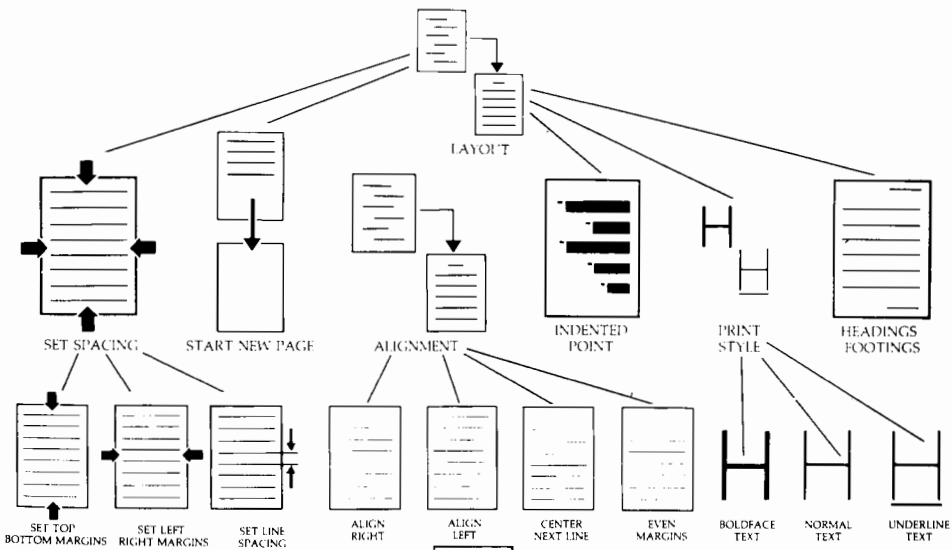 LAYOUT
SET SPACING
START NEW PAGE
ALIGNMENT
INDENTED
POINT
PRINT
STYLE
HEADINGS
FOOTINGS
SET TOP
BOTTOM MARGINS
SET LEFT
RIGHT MARGINS
SET LINE
SPACING
ALIGN
RIGHT
ALIGN
LEFT
CENTER
NEXT LINE
EVEN
MARGINS
BOLDFACE
TEXT
NORMAL
TEXT
UNDERLINE
TEXT